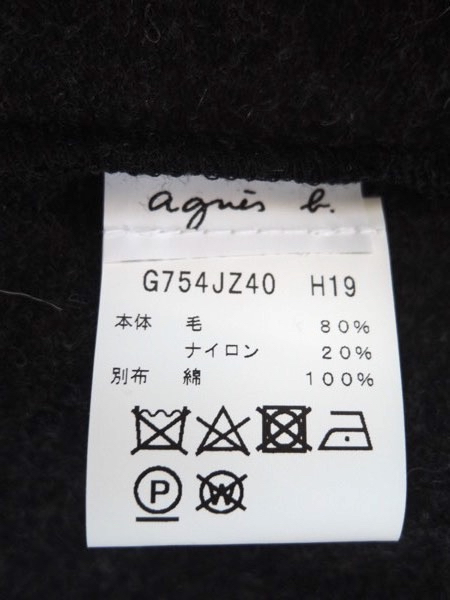 agnès b.
G754JZ40 H19
本体 毛 80%
ナイロン 20%
別布 綿 100%
P W